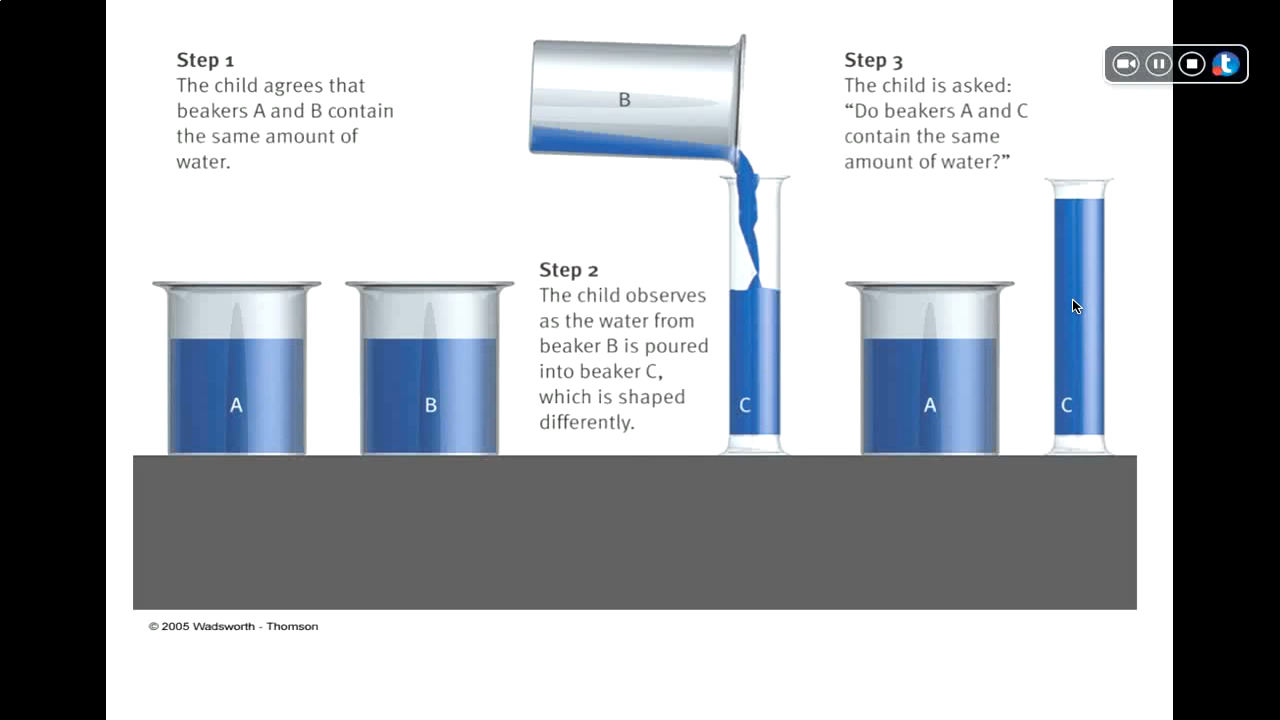 Step 1
The child agrees that
beakers A and B contain
the same amount of
water.
A
B
B
Step 2
The child observes
as the water from
beaker B is poured
into beaker C,
which is shaped
differently.
C
Step 3
The child is asked:
“Do beakers A and C
contain the same
amount of water?”
A
C
© 2005 Wadsworth - Thomson
t